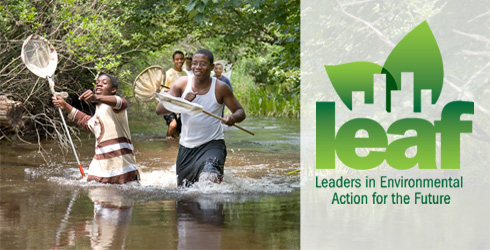 leaf
Leaders in Environmental
Action for the Future